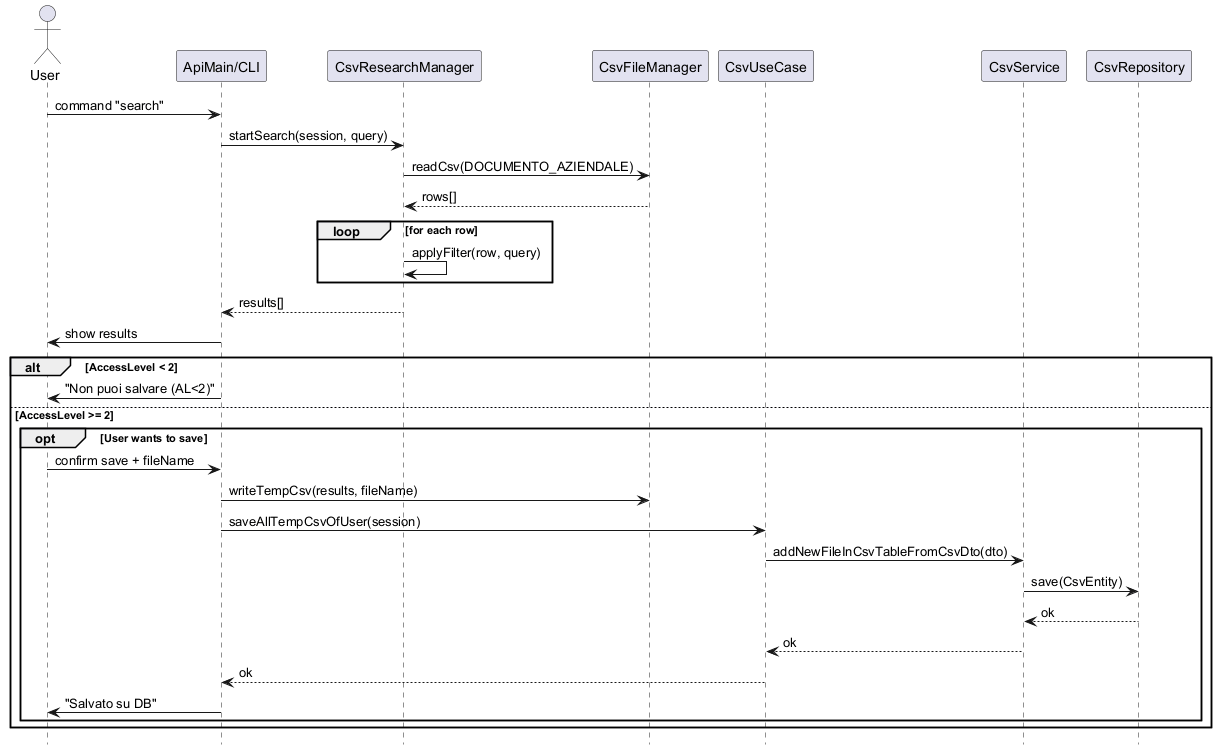 User
ApiMain/CLI
CsvResearchManager
CsvFileManager
CsvUseCase
CsvService
CsvRepository
command "search"
startSearch(session, query)
readCsv(DOCUMENTO_AZIENDALE)
rows[]
loop
[for each row]
applyFilter(row, query)
results[]
show results
alt
[AccessLevel < 2]
"Non puoi salvare (AL<2)"
[AccessLevel >= 2]
opt
[User wants to save]
confirm save + fileName
writeTempCsv(results, fileName)
saveAllTempCsvOfUser(session)
addNewFileInCsvTableFromCsvDto(dto)
save(CsvEntity)
ok
ok
ok
"Salvato su DB"